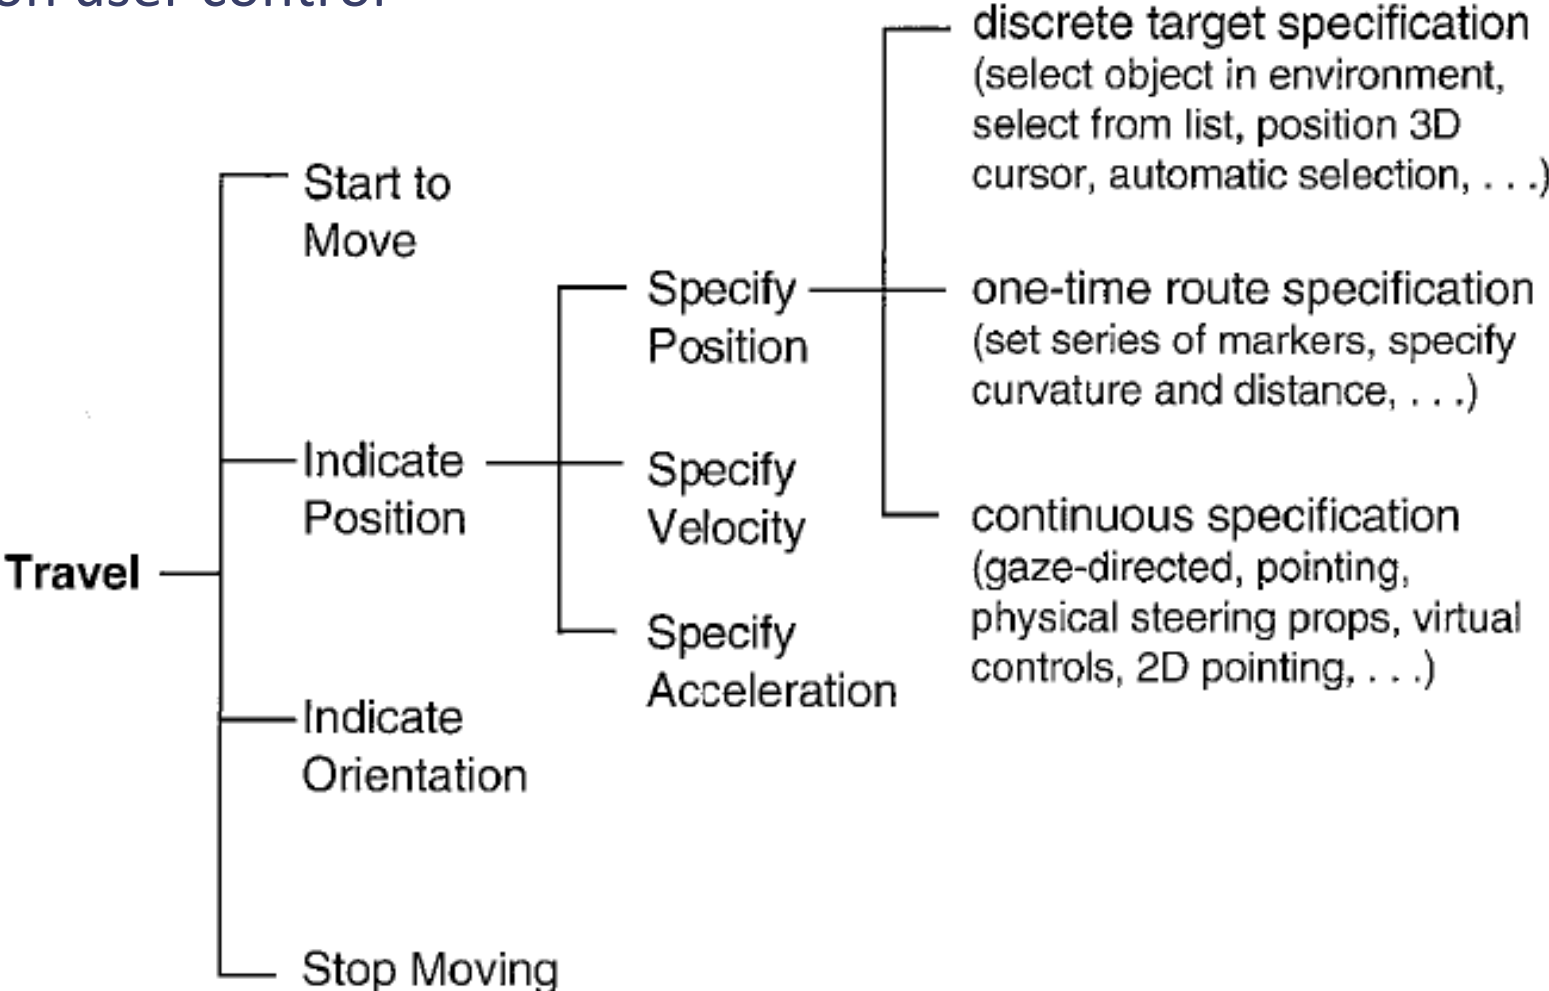 on user control
discrete target specification
(select object in environment,
select from list, position 3D
cursor, automatic selection, . . .)
Start to
Move
Specify
Position
one-time route specification
(set series of markers, specify
curvature and distance, . . .)
Indicate
Position
Specify
Velocity
continuous specification
(gaze-directed, pointing,
physical steering props, virtual
controls, 2D pointing, . . .)
Travel
Specify
Acceleration
Indicate
Orientation
Stop Moving